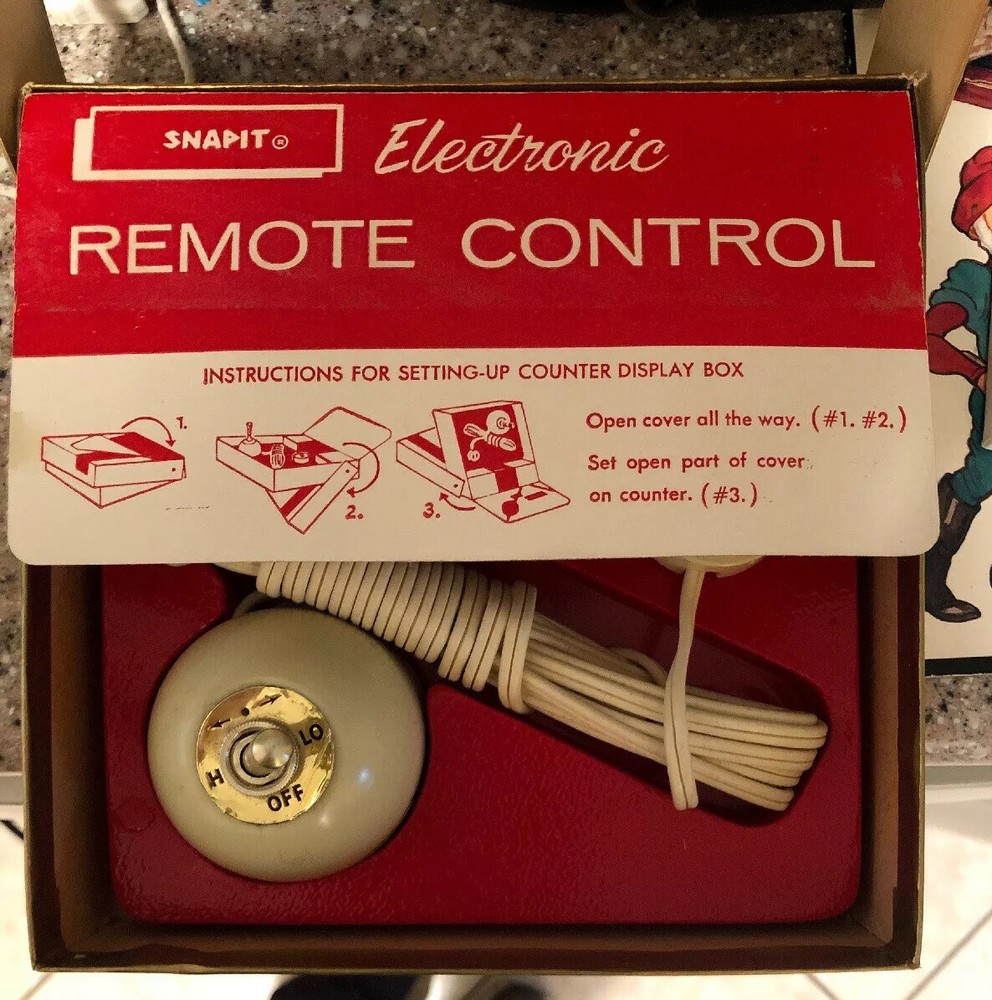 SNAPIT® Electronic
REMOTE CONTROL
INSTRUCTIONS FOR SETTING-UP COUNTER DISPLAY BOX
1.
2.
3.
Open cover all the way. (#1. #2.)
Set open part of cover
on counter. (#3.)
LO
H
OFF